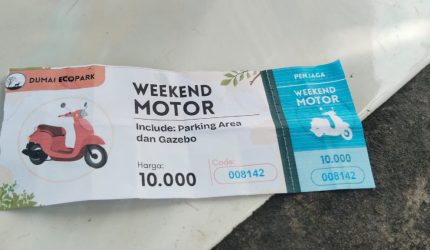 DUMAI ECOPARK
WEEKEND
MOTOR
Include: Parking Area
dan Gazebo
Harga:
10.000
Code:
008142
PENJAGA
WEEKEND
MOTOR
10.000
008142